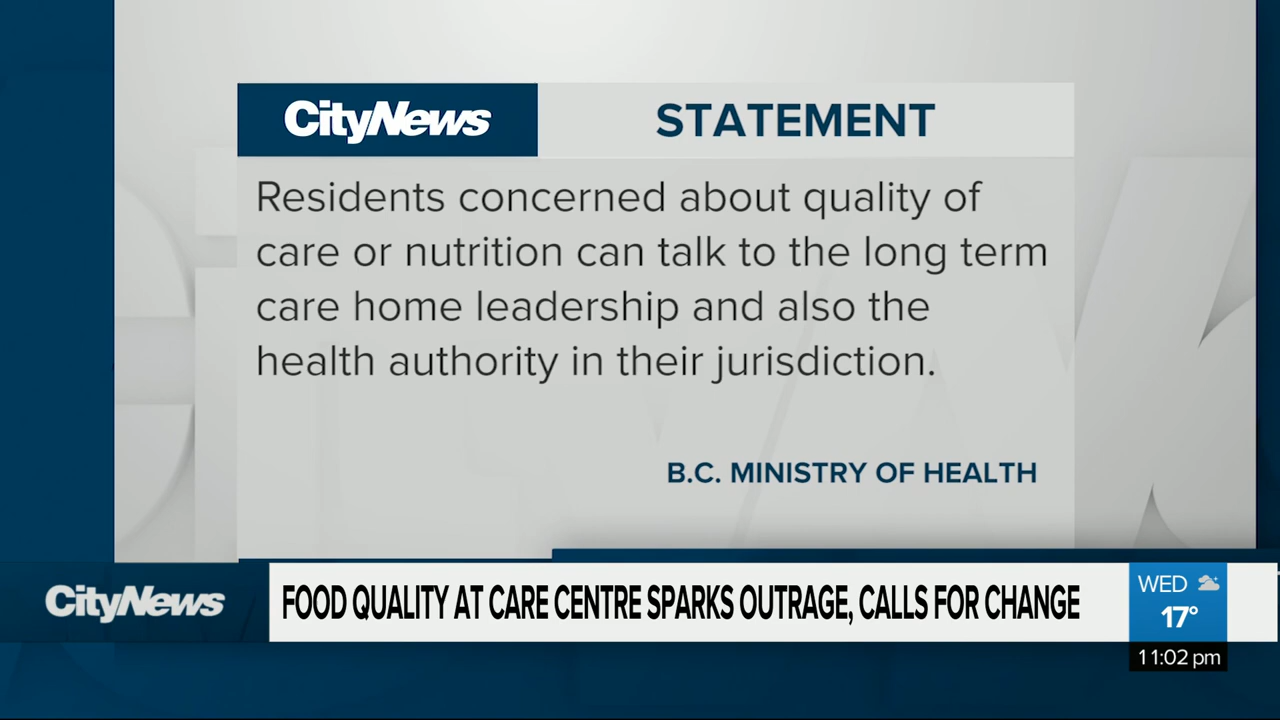 CityNews
STATEMENT
Residents concerned about quality of
care or nutrition can talk to the long term
care home leadership and also the
health authority in their jurisdiction.
B.C. MINISTRY OF HEALTH
CityNews
FOOD QUALITY AT CARE CENTRE SPARKS OUTRAGE, CALLS FOR CHANGE
WED
17°
11:02 pm